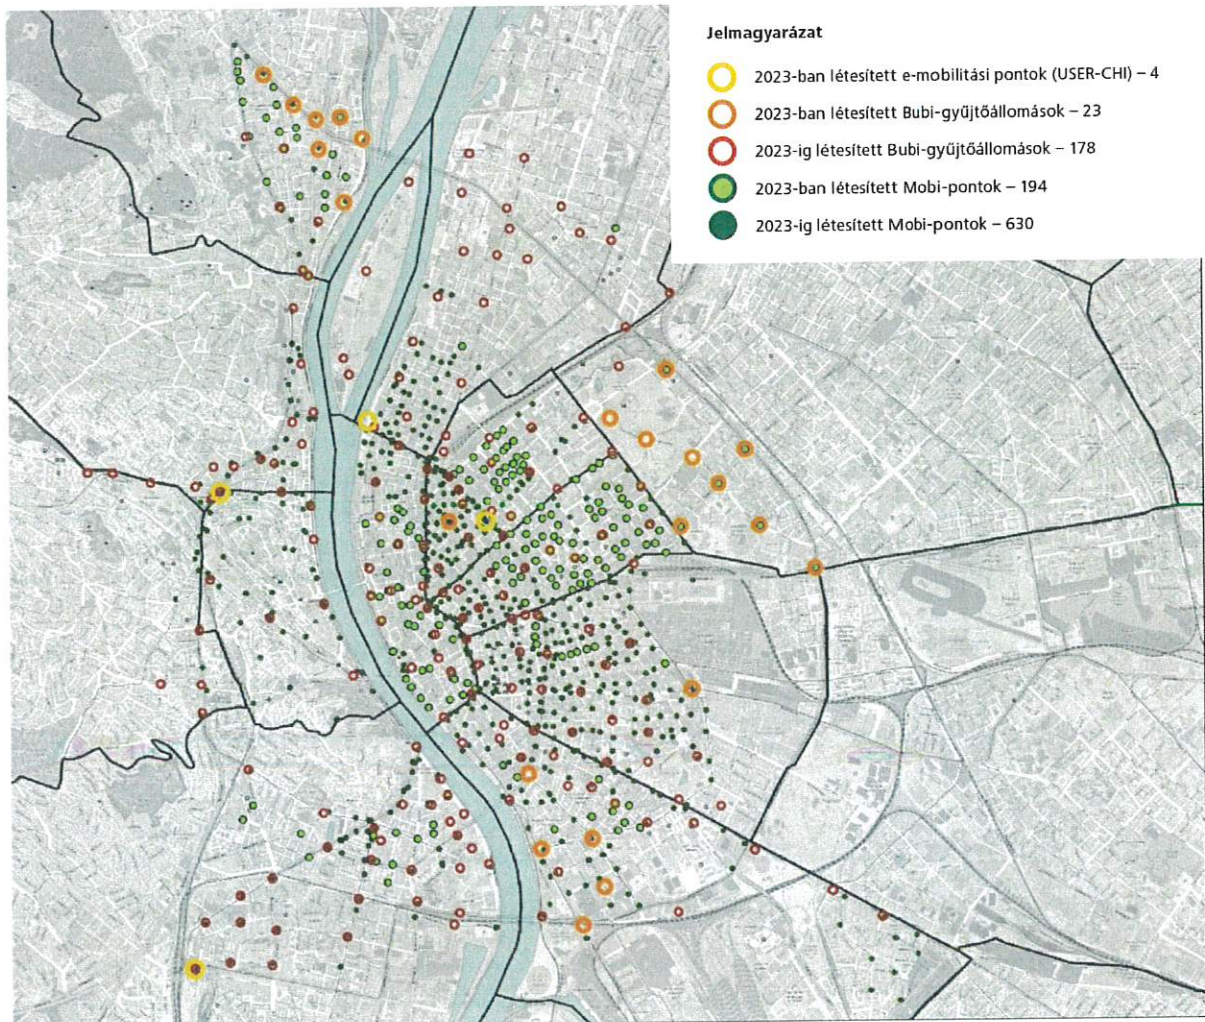 Jelmagyarázat
2023-ban létesített e-mobilitási pontok (USER-CHI) – 4
2023-ban létesített Bubi-gyűjtőállomások – 23
2023-ig létesített Bubi-gyűjtőállomások – 178
2023-ban létesített Mobi-pontok – 194
2023-ig létesített Mobi-pontok – 630